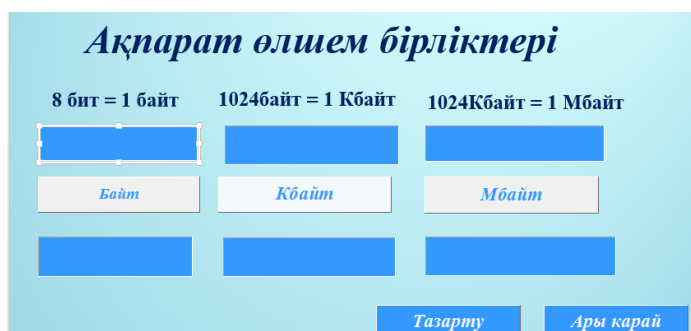 Ақпарат өлшем бірліктері
8 бит = 1 байт
1024байт = 1 Кбайт
1024Кбайт = 1 Мбайт
Байт
Кбайт
Мбайт
Тазарту
Ары қарай